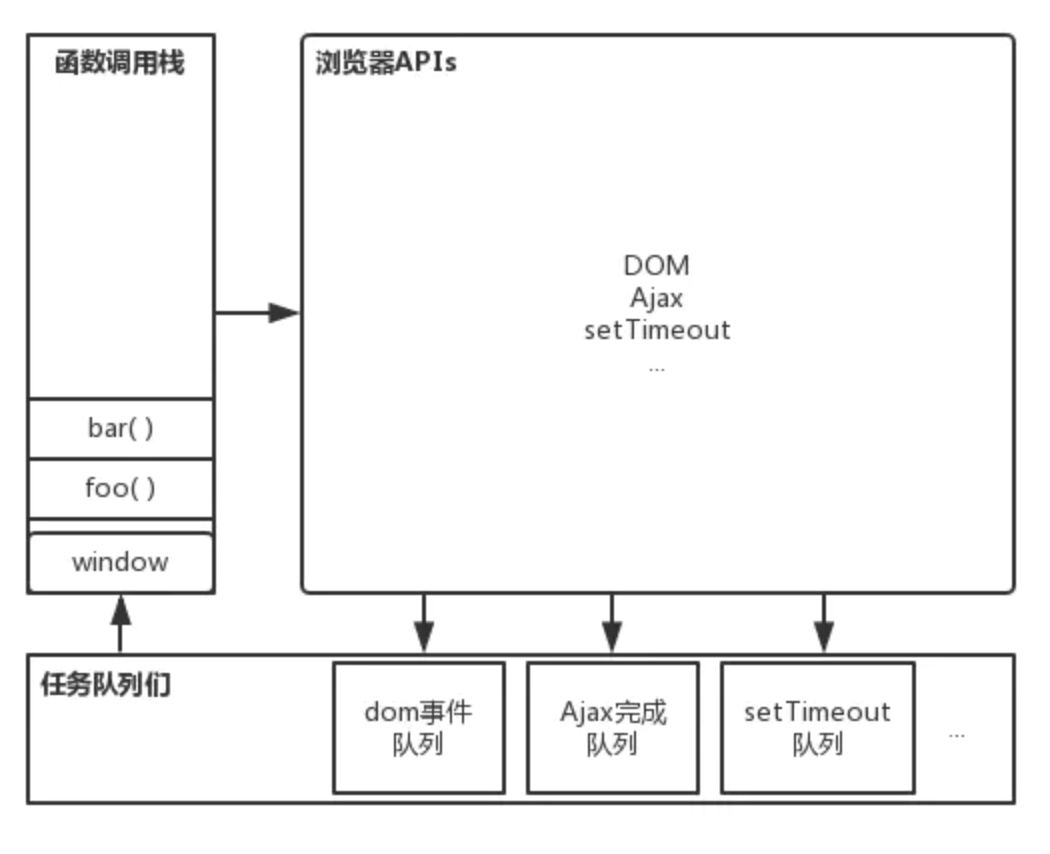 函数调用栈
浏览器APIs
DOM
Ajax
setTimeout
...
bar( )
foo( )
window
任务队列们
dom事件
队列
Ajax完成
队列
setTimeout
队列
...